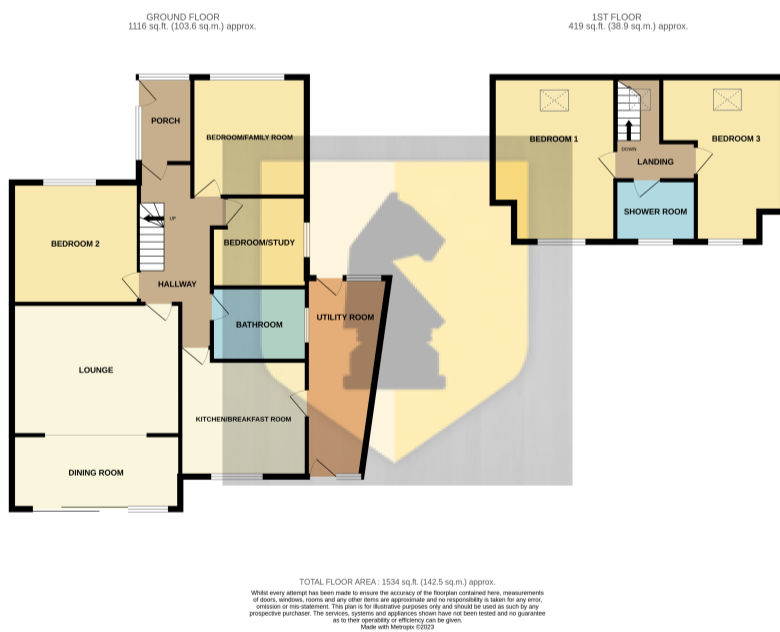 GROUND FLOOR
1116 sq.ft. (103.6 sq.m.) approx.
1ST FLOOR
419 sq.ft. (38.9 sq.m.) approx.
PORCH
BEDROOM/FAMILY ROOM
BEDROOM 1
BEDROOM 3
DOWN
LANDING
SHOWER ROOM
UP
BEDROOM 2
BEDROOM/STUDY
HALLWAY
UTILITY ROOM
BATHROOM
LOUNGE
KITCHEN/BREAKFAST ROOM
DINING ROOM
TOTAL FLOOR AREA : 1534 sq.ft. (142.5 sq.m.) approx.
Whilst every attempt has been made to ensure the accuracy of the floorplan contained here, measurements
of doors, windows, rooms and any other items are approximate and no responsibility is taken for any error,
omission or mis-statement. This plan is for illustrative purposes only and should be used as such by any
prospective purchaser. The services, systems and appliances shown have not been tested and no guarantee
as to their operability or efficiency can be given.
Made with Metropix ©2023